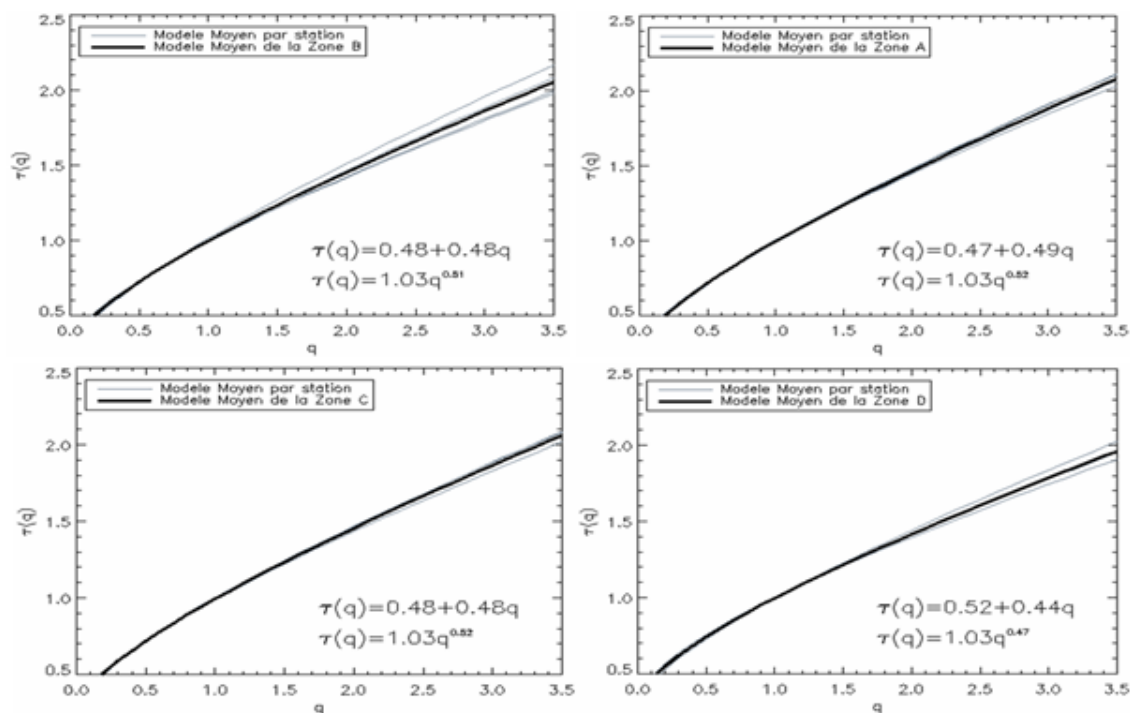 2.5
Modele Moyen par station
Modele Moyen de la Zone B
2.0
τ(q)
1.5
1.0
τ(q)=0.48+0.48q
τ(q)=1.03q^0.51
0.5
0.0 0.5 1.0 1.5 2.0 2.5 3.0 3.5
q
2.5
Modele Moyen par station
Modele Moyen de la Zone A
2.0
τ(q)
1.5
1.0
τ(q)=0.47+0.49q
τ(q)=1.03q^0.52
0.5
0.0 0.5 1.0 1.5 2.0 2.5 3.0 3.5
q
2.5
Modele Moyen par station
Modele Moyen de la Zone C
2.0
τ(q)
1.5
1.0
τ(q)=0.48+0.48q
τ(q)=1.03q^0.52
0.5
0.0 0.5 1.0 1.5 2.0 2.5 3.0 3.5
q
2.5
Modele Moyen par station
Modele Moyen de la Zone D
2.0
τ(q)
1.5
1.0
τ(q)=0.52+0.44q
τ(q)=1.03q^0.47
0.5
0.0 0.5 1.0 1.5 2.0 2.5 3.0 3.5
q